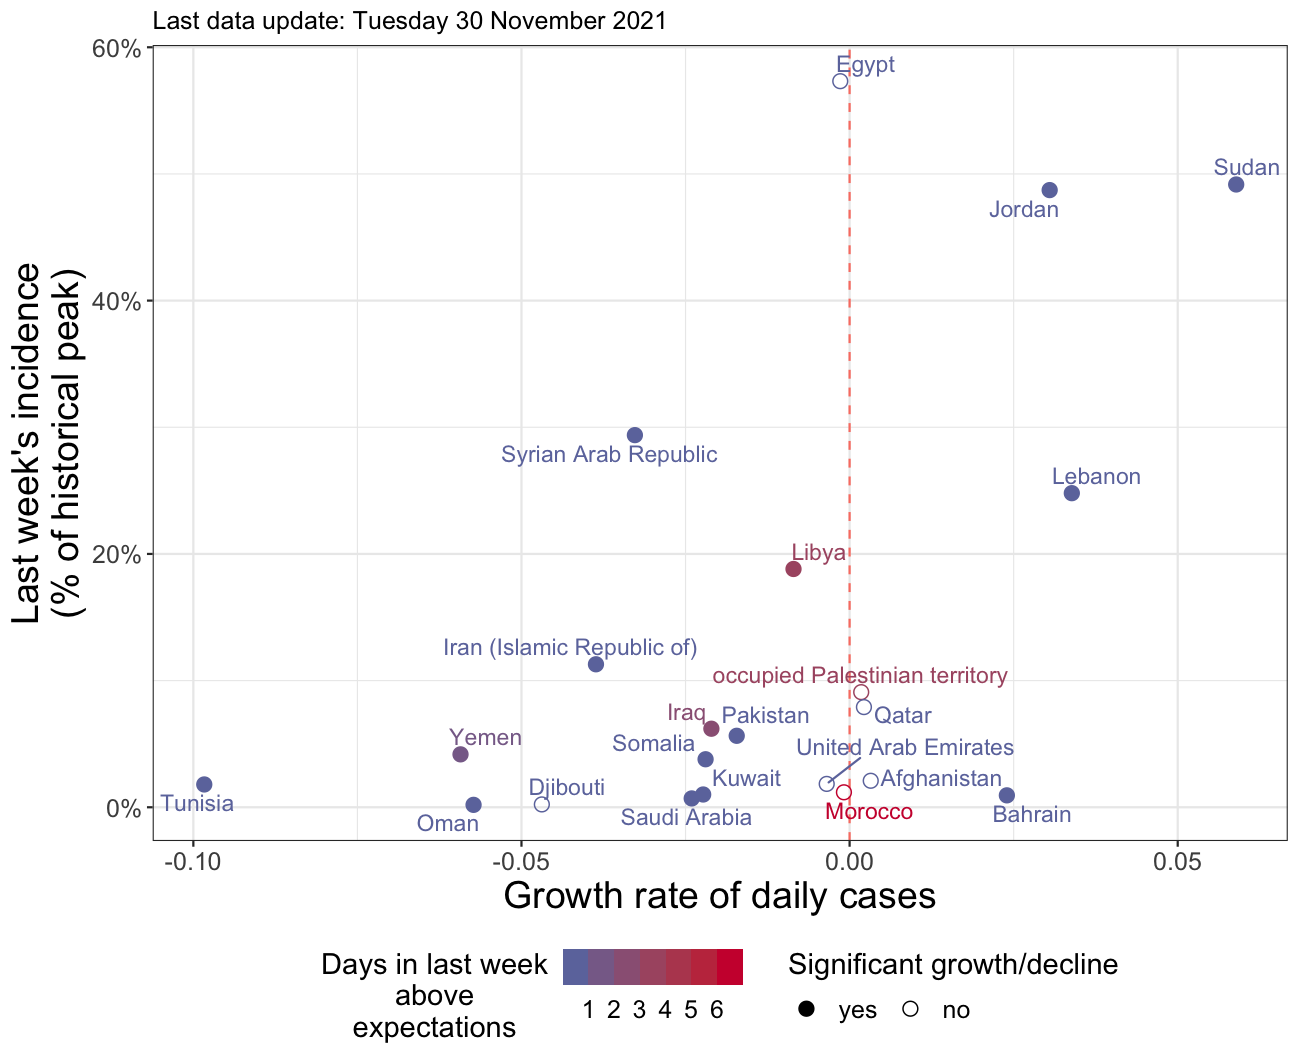 Last data update: Tuesday 30 November 2021
60%
Egypt
Sudan
Jordan
40%
Last week's incidence
(% of historical peak)
Syrian Arab Republic
Lebanon
20%
Libya
Iran (Islamic Republic of)
occupied Palestinian territory
Iraq
Pakistan
Qatar
Yemen
Somalia
United Arab Emirates
Kuwait
Afghanistan
Djibouti
Tunisia
0%
Morocco
Bahrain
Saudi Arabia
Oman
-0.10
-0.05
0.00
0.05
Growth rate of daily cases
Days in last week
above
expectations
1 2 3 4 5 6
Significant growth/decline
yes
no